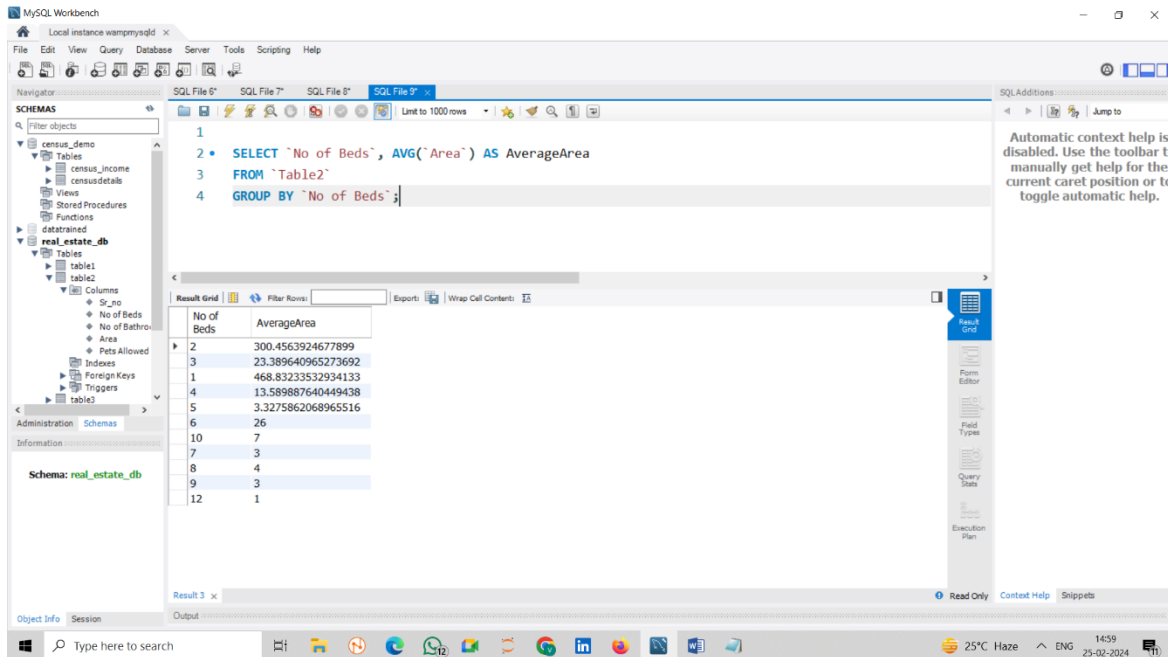 MySQL Workbench
Local instance wampmysqld ×
File Edit View Query Database Server Tools Scripting Help
Navigator
SCHEMAS
Filter objects
census_demo
Tables
census_income
censusdetails
Views
Stored Procedures
Functions
datatrained
real_estate_db
Tables
table1
table2
Columns
Sr_no
No of Beds
No of Bathro
Area
Pets Allowed
Indexes
Foreign Keys
Triggers
table3
Administration Schemas
Information
Schema: real_estate_db
Object Info Session
SQL File 6* SQL File 7* SQL File 8* SQL File 9* ×
Limit to 1000 rows
1
2 SELECT `No of Beds`, AVG(`Area`) AS AverageArea
3 FROM `Table2`
4 GROUP BY `No of Beds`;
Result Grid Filter Rows: Export: Wrap Cell Content: IA
No of Beds AverageArea
2 300.4563924677899
3 23.389640965273692
1 468.83233532934133
4 13.589887640449438
5 3.3275862068965516
6 26
10 7
7 3
8 4
9 3
12 1
Result Grid
Form Editor
Field Types
Query Stats
Execution Plan
Result 3 ×
Read Only
Output
SQLAdditions
Jump to
Automatic context help is
disabled. Use the toolbar t
manually get help for the
current caret position or to
toggle automatic help.
Context Help Snippets
Type here to search
12
25°C Haze
ENG
14:59
25-02-2024
11